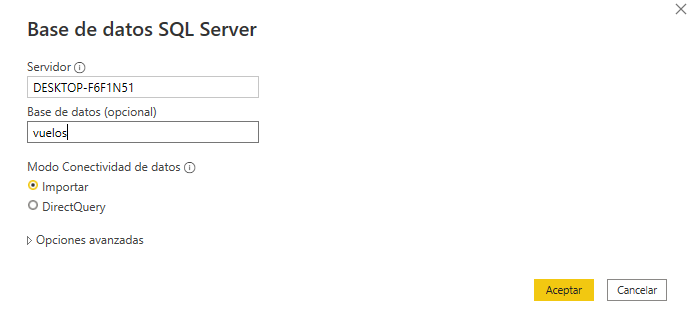 Base de datos SQL Server
Servidor
DESKTOP-F6F1N51
Base de datos (opcional)
vuelos
Modo Conectividad de datos
Importar
DirectQuery
Opciones avanzadas
Aceptar Cancelar